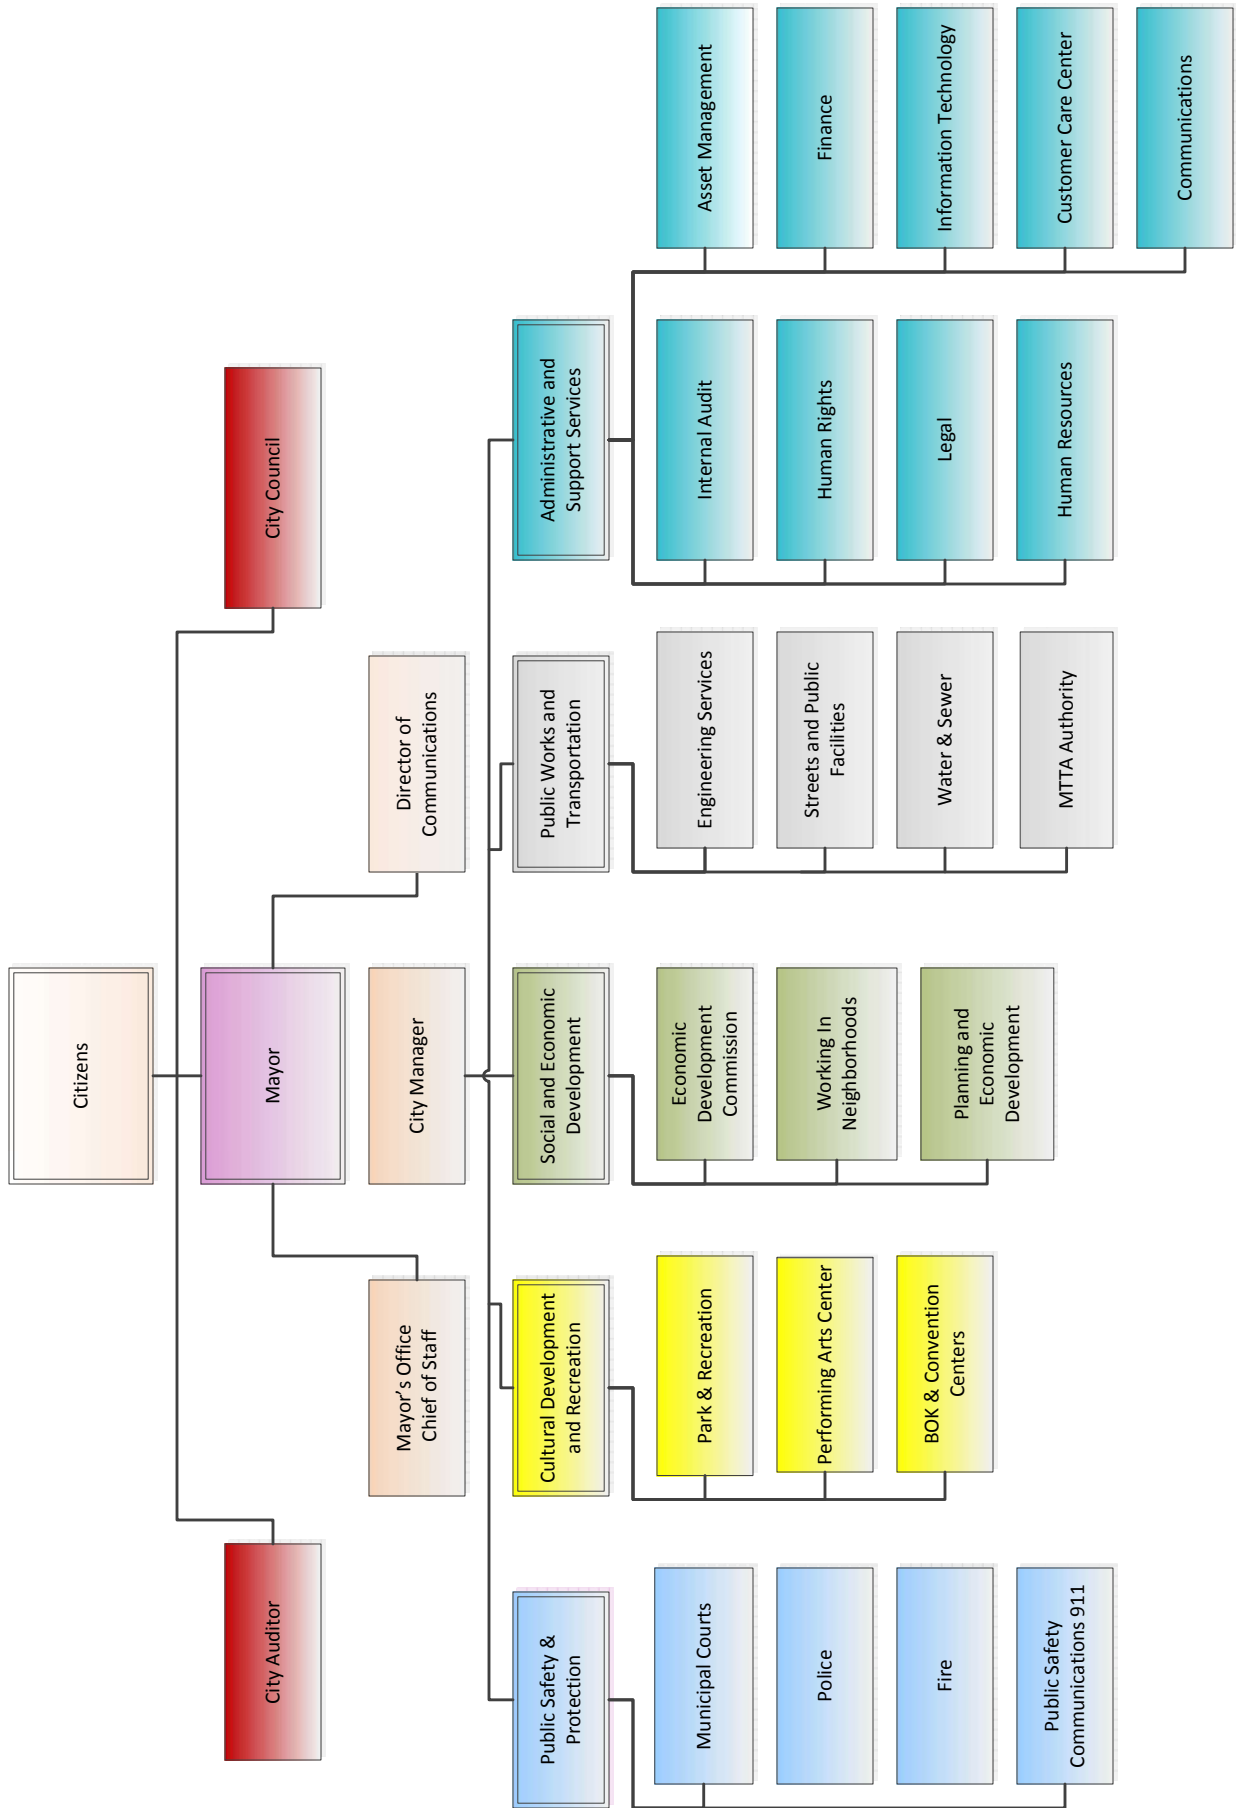 Citizens
City Auditor
Mayor
City Council
Mayor’s Office
Chief of Staff
City Manager
Director of
Communications
Public Safety &
Protection
Cultural Development
and Recreation
Social and Economic
Development
Public Works and
Transportation
Administrative and
Support Services
Municipal Courts
Police
Fire
Public Safety
Communications 911
Park & Recreation
Performing Arts Center
BOK & Convention
Centers
Economic
Development
Commission
Working In
Neighborhoods
Planning and
Economic
Development
Engineering Services
Streets and Public
Facilities
Water & Sewer
MTTA Authority
Internal Audit
Human Rights
Legal
Human Resources
Asset Management
Finance
Information Technology
Customer Care Center
Communications